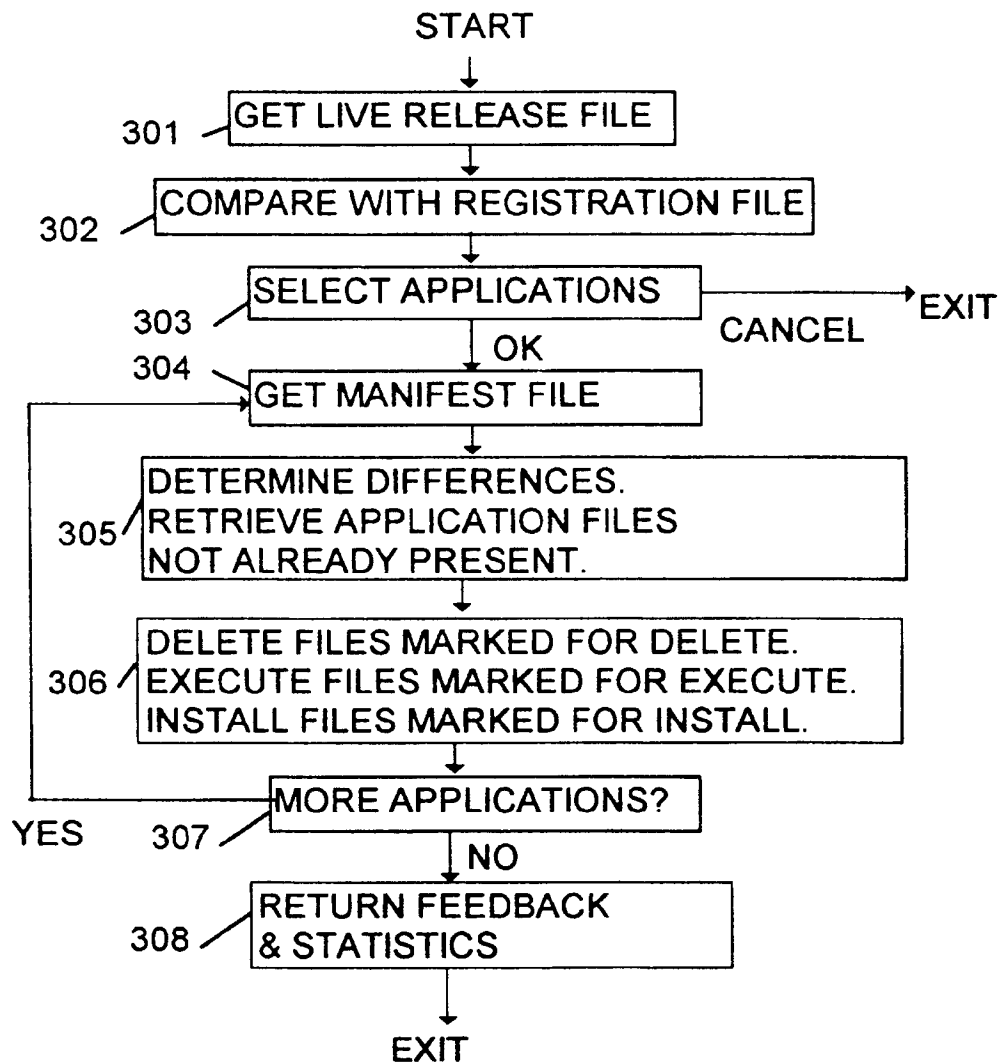 START
301
GET LIVE RELEASE FILE
302
COMPARE WITH REGISTRATION FILE
303
SELECT APPLICATIONS
CANCEL
EXIT
OK
304
GET MANIFEST FILE
305
DETERMINE DIFFERENCES.
RETRIEVE APPLICATION FILES
NOT ALREADY PRESENT.
306
DELETE FILES MARKED FOR DELETE.
EXECUTE FILES MARKED FOR EXECUTE.
INSTALL FILES MARKED FOR INSTALL.
307
MORE APPLICATIONS?
YES
NO
308
RETURN FEEDBACK
& STATISTICS
EXIT